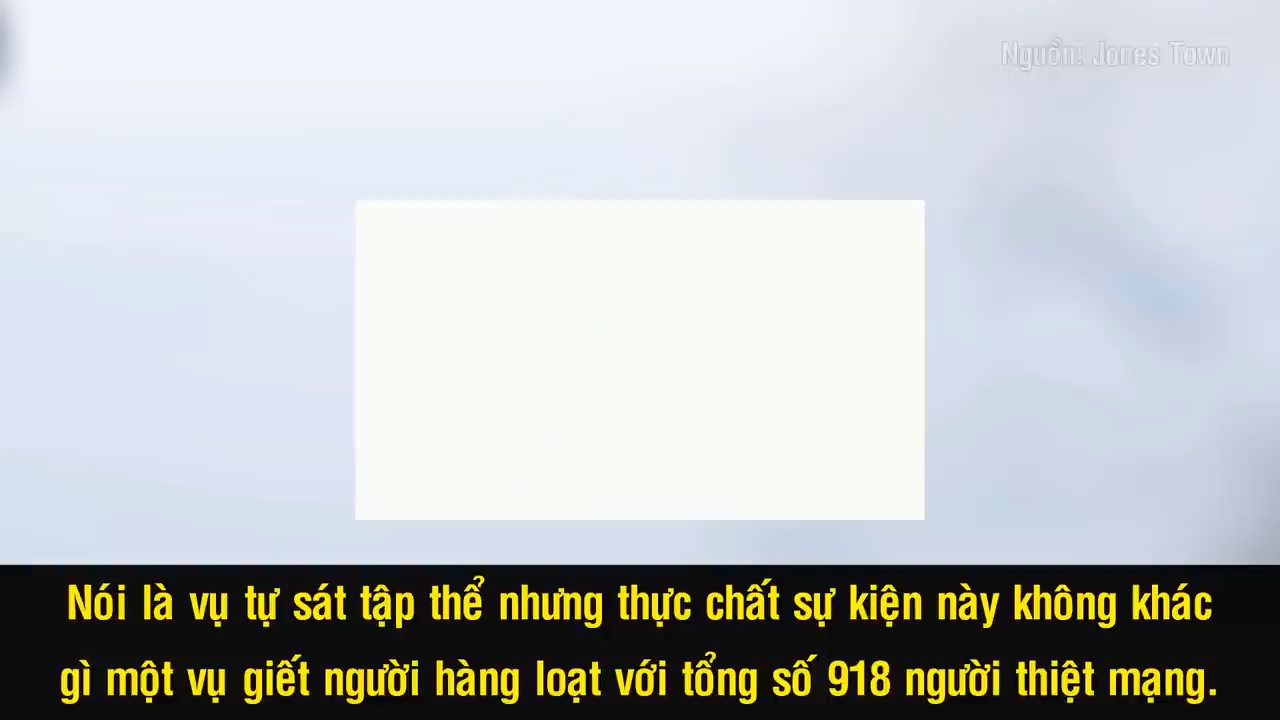 Nguồn: Jones Town
Nói là vụ tự sát tập thể nhưng thực chất sự kiện này không khác
gì một vụ giết người hàng loạt với tổng số 918 người thiệt mạng.